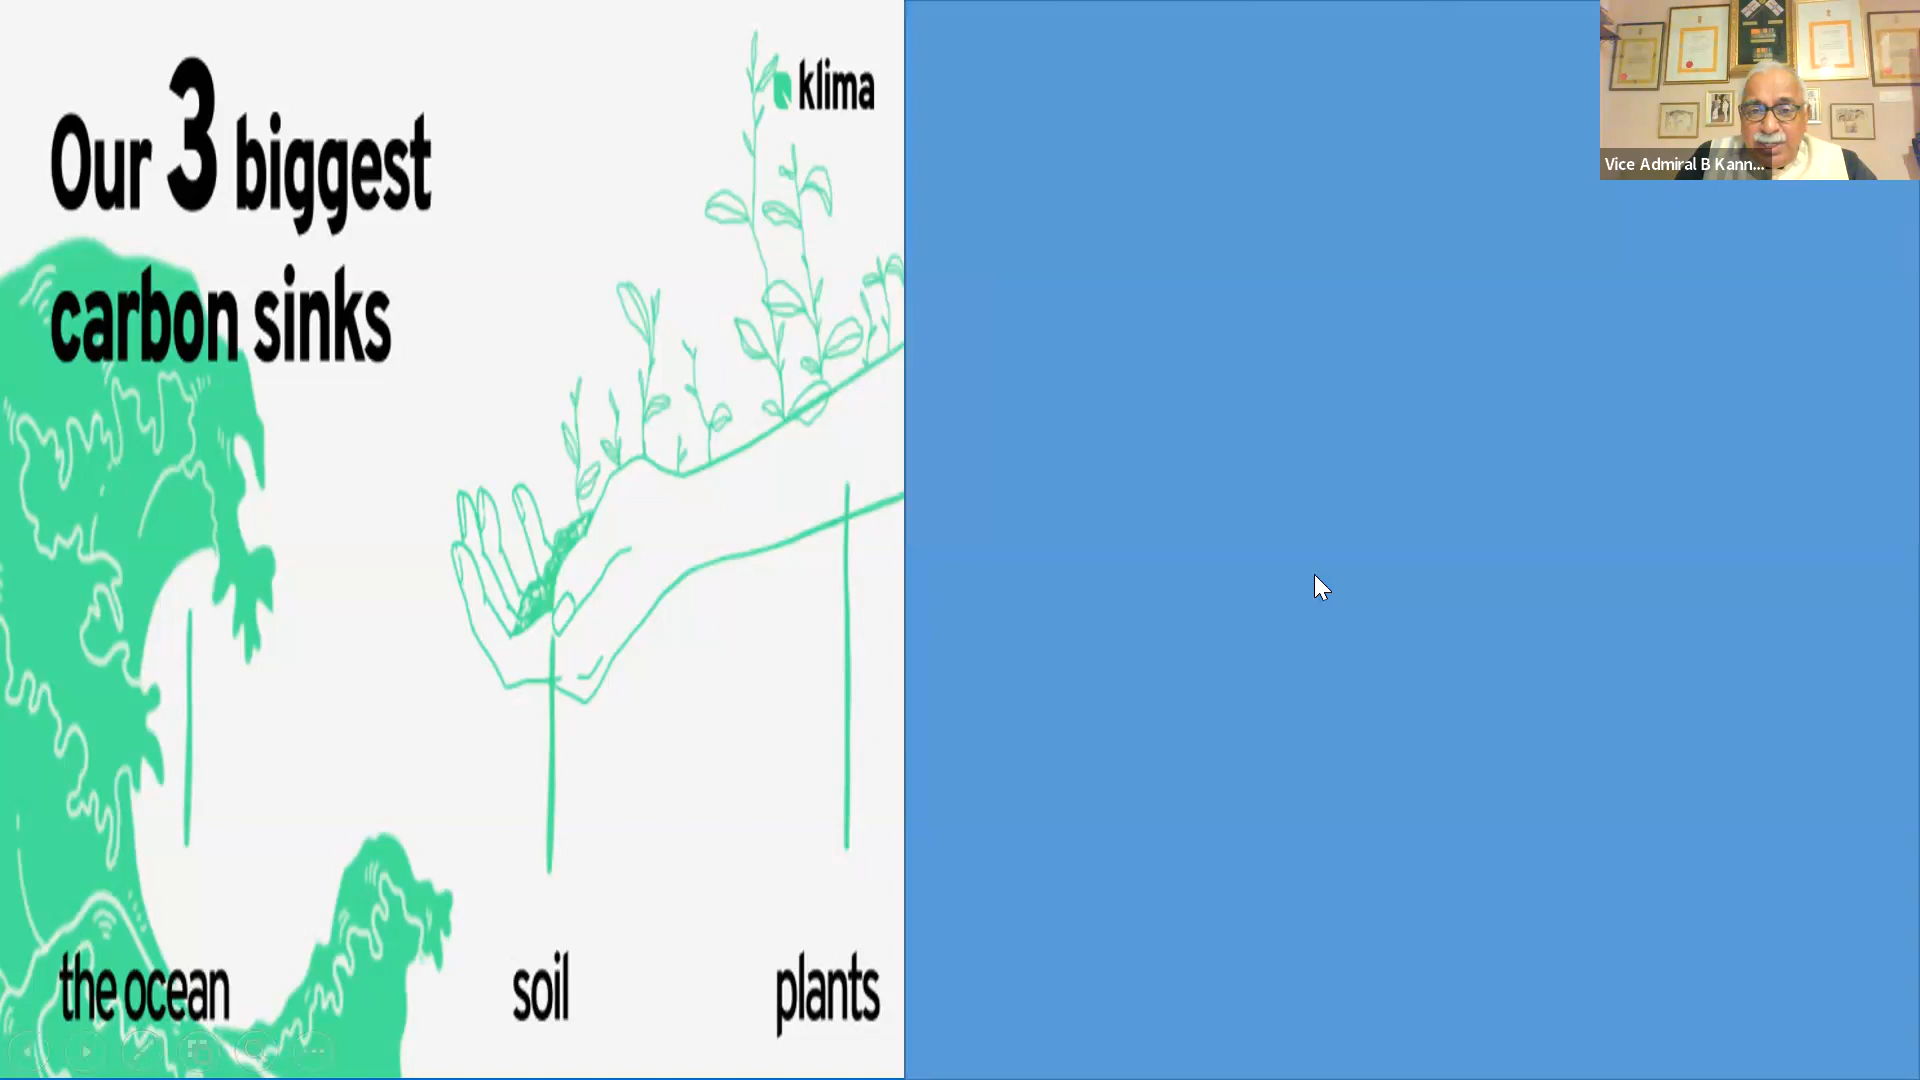 klima
Our 3 biggest
carbon sinks
the ocean
soil
plants
Vice Admiral B Kann...